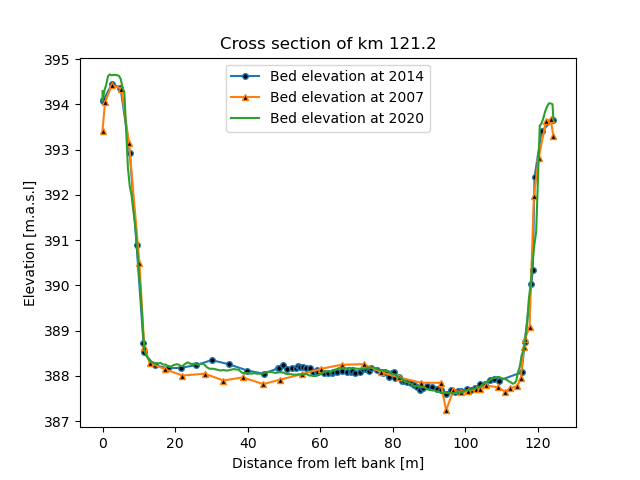 Cross section of km 121.2
Bed elevation at 2014
Bed elevation at 2007
Bed elevation at 2020
Elevation [m.a.s.l]
395
394
393
392
391
390
389
388
387
0 20 40 60 80 100 120
Distance from left bank [m]